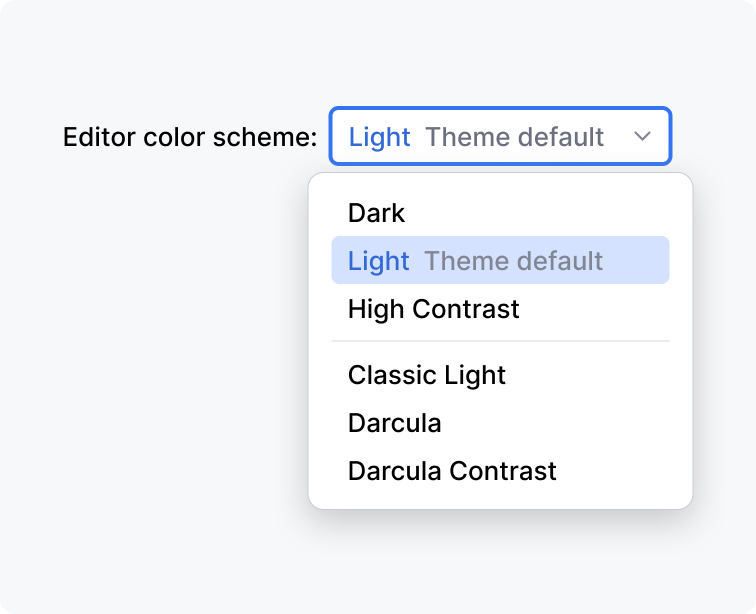 Editor color scheme: Light Theme default
Dark
Light Theme default
High Contrast
Classic Light
Darcula
Darcula Contrast